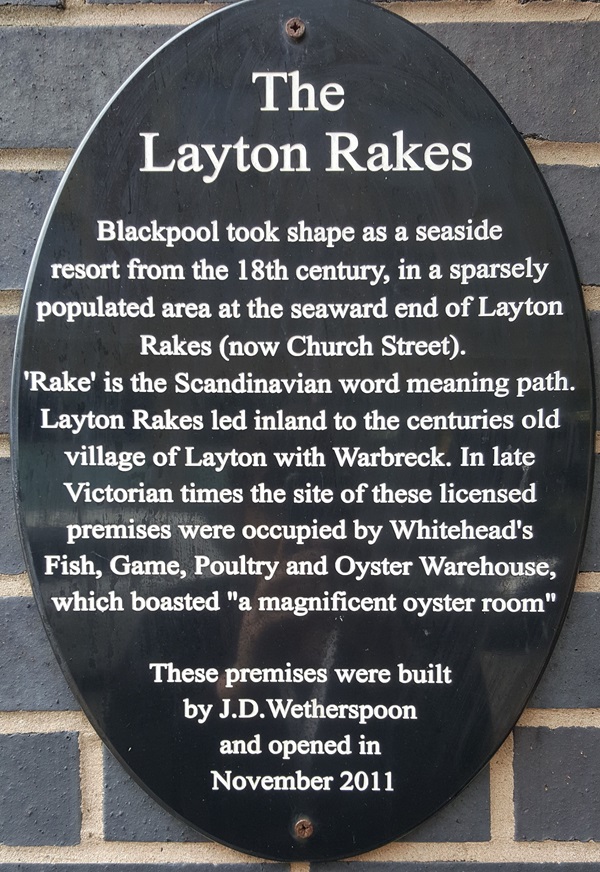 The
Layton Rakes
Blackpool took shape as a seaside
resort from the 18th century, in a sparsely
populated area at the seaward end of Layton
Rakes (now Church Street).
'Rake' is the Scandinavian word meaning path.
Layton Rakes led inland to the centuries old
village of Layton with Warbreck. In late
Victorian times the site of these licensed
premises were occupied by Whitehead's
Fish, Game, Poultry and Oyster Warehouse,
which boasted "a magnificent oyster room"
These premises were built
by J.D.Wetherspoon
and opened in
November 2011